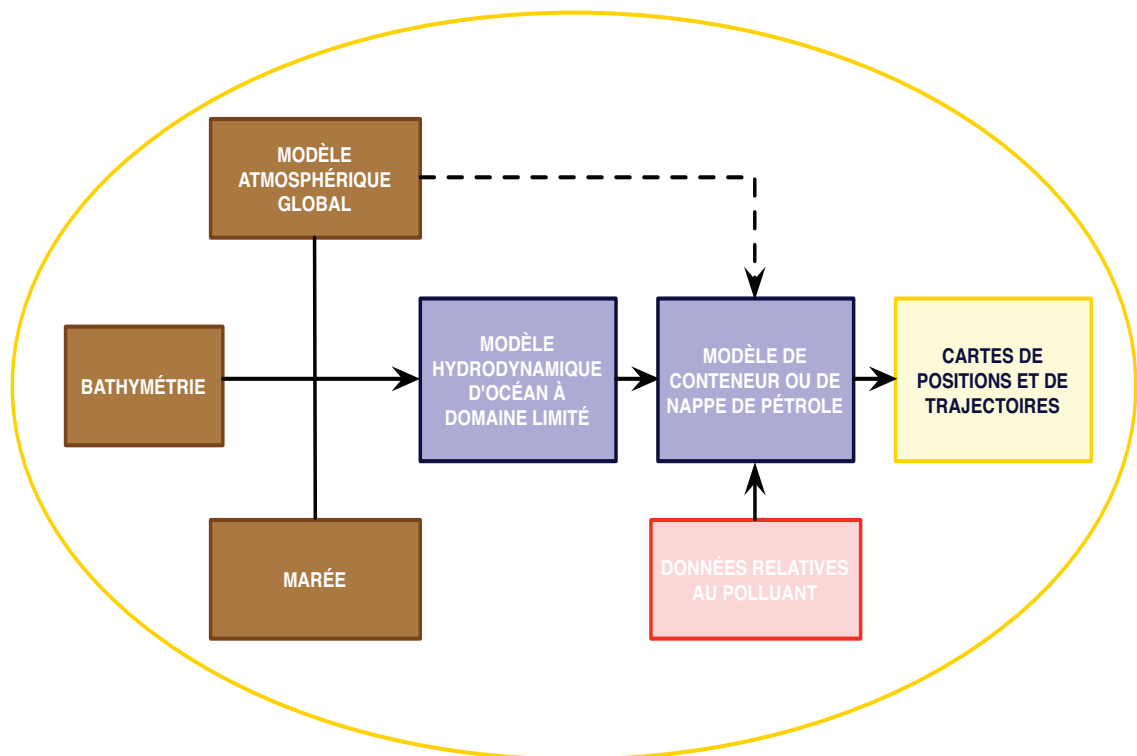 MODÈLE
ATMOSPHÉRIQUE
GLOBAL
BATHYMÉTRIE
MODÈLE
HYDRODYNAMIQUE
D'OCÉAN À
DOMAINE LIMITÉ
MODÈLE DE
CONTENEUR OU DE
NAPPE DE PÉTROLE
CARTES DE
POSITIONS ET DE
TRAJECTOIRES
MARÉE
DONNÉES RELATIVES
AU POLLUANT